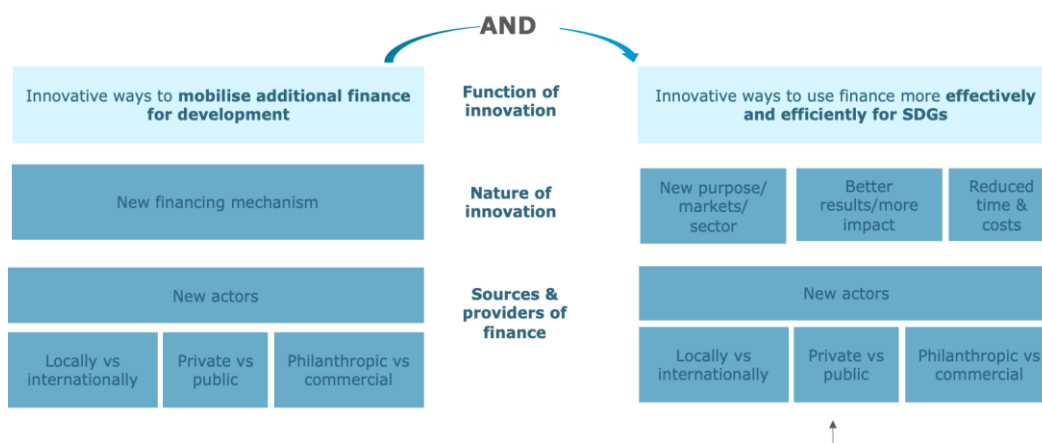 AND
Innovative ways to mobilise additional finance
for development
Function of
innovation
Innovative ways to use finance more effectively
and efficiently for SDGs
New financing mechanism
Nature of
innovation
New purpose/
markets/
sector
Better
results/more
impact
Reduced
time &
costs
New actors
Sources &
providers of
finance
New actors
Locally vs
internationally
Private vs
public
Philanthropic vs
commercial
Locally vs
internationally
Private vs
public
Philanthropic vs
commercial